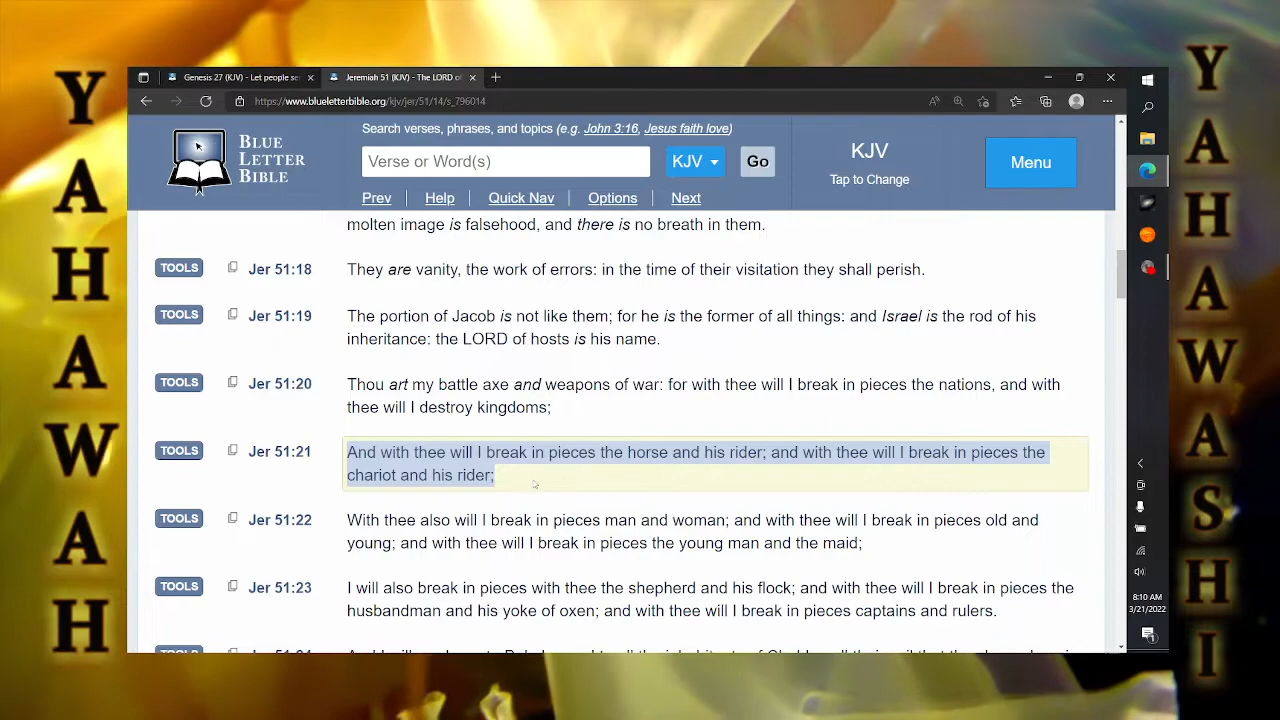 YAHAWAH
Genesis 27 (KJV) - Let people se
Jeremiah 51 (KJV) - The LORD of
https://www.blueletterbible.org/kjv/jer/51/14/s_796014
BLUE
LETTER
BIBLE
Search verses, phrases, and topics (e.g. John 3:16, Jesus faith love)
Verse or Word(s)
KJV
Go
Prev
Help
Quick Nav
Options
Next
KJV
Tap to Change
Menu
molten image is falsehood, and there is no breath in them.
TOOLS Jer 51:18 They are vanity, the work of errors: in the time of their visitation they shall perish.
TOOLS Jer 51:19 The portion of Jacob is not like them; for he is the former of all things: and Israel is the rod of his
inheritance: the LORD of hosts is his name.
TOOLS Jer 51:20 Thou art my battle axe and weapons of war: for with thee will I break in pieces the nations, and with
thee will I destroy kingdoms;
TOOLS Jer 51:21 And with thee will I break in pieces the horse and his rider; and with thee will I break in pieces the
chariot and his rider;
TOOLS Jer 51:22 With thee also will I break in pieces man and woman; and with thee will I break in pieces old and
young; and with thee will I break in pieces the young man and the maid;
TOOLS Jer 51:23 I will also break in pieces with thee the shepherd and his flock; and with thee will I break in pieces the
husbandman and his yoke of oxen; and with thee will I break in pieces captains and rulers.
8:10 AM
3/21/2022
1
YAHAWASHI